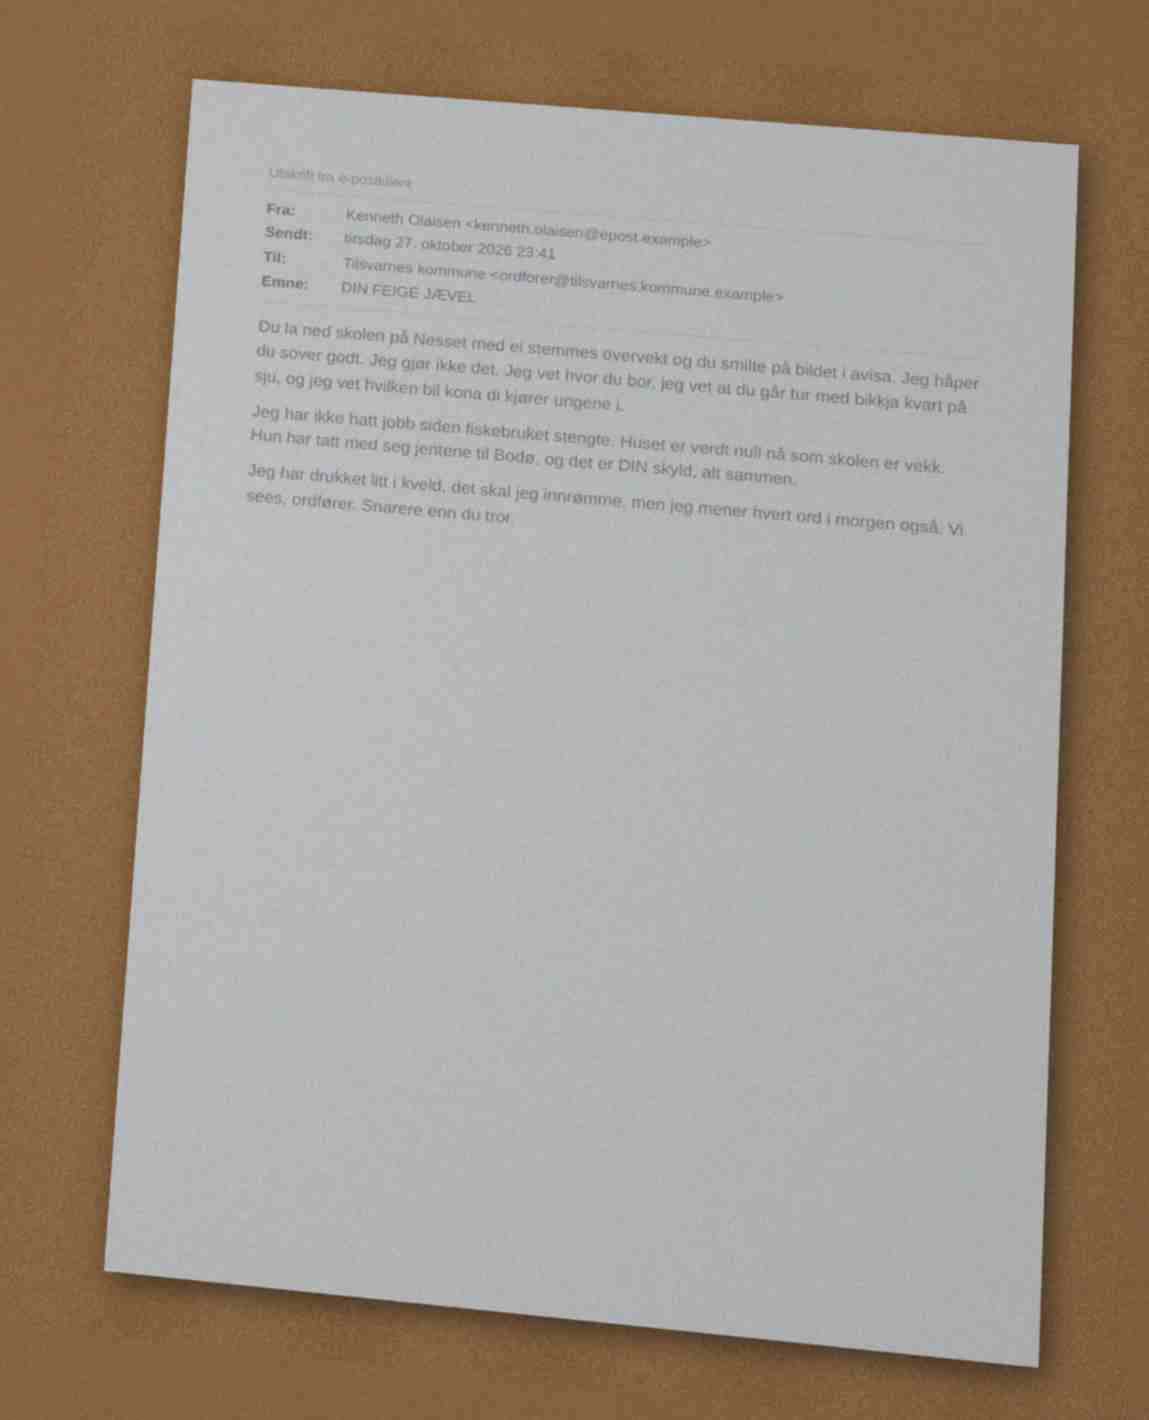 Utskrift fra e-postklient
Fra: Kenneth Olaisen <kenneth.olaisen@epost.example>
Sendt: tirsdag 27. oktober 2026 23:41
Til: Tilsvarnes kommune <ordforer@tilsvarnes.kommune.example>
Emne: DIN FEIGE JÆVEL
Du la ned skolen på Nesset med ei stemmes overvekt og du smilte på bildet i avisa. Jeg håper
du sover godt. Jeg gjør ikke det. Jeg vet hvor du bor, jeg vet at du går tur med bikkja kvart på
sju, og jeg vet hvilken bil kona di kjører ungene i.
Jeg har ikke hatt jobb siden fiskebruket stengte. Huset er verdt null nå som skolen er vekk.
Hun har tatt med seg jentene til Bodø, og det er DIN skyld, alt sammen.
Jeg har drukket litt i kveld, det skal jeg innrømme, men jeg mener hvert ord i morgen også. Vi
sees, ordfører. Snarere enn du tror.